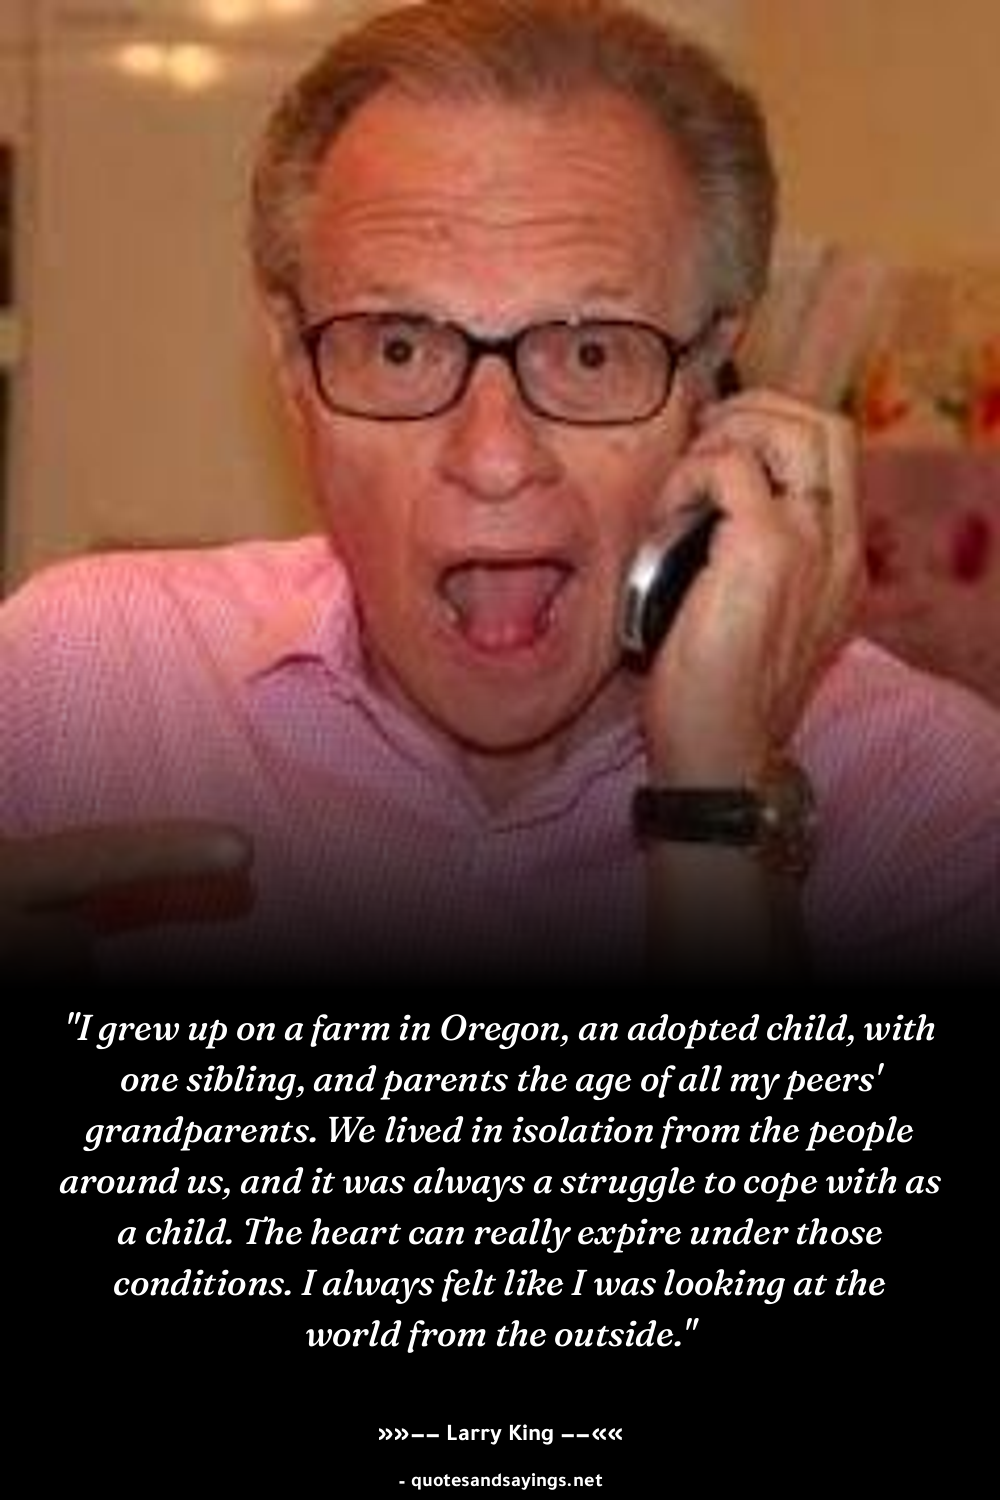 "I grew up on a farm in Oregon, an adopted child, with
one sibling, and parents the age of all my peers'
grandparents. We lived in isolation from the people
around us, and it was always a struggle to cope with as
a child. The heart can really expire under those
conditions. I always felt like I was looking at the
world from the outside."
»»−− Larry King −−««
- quotesandsayings.net